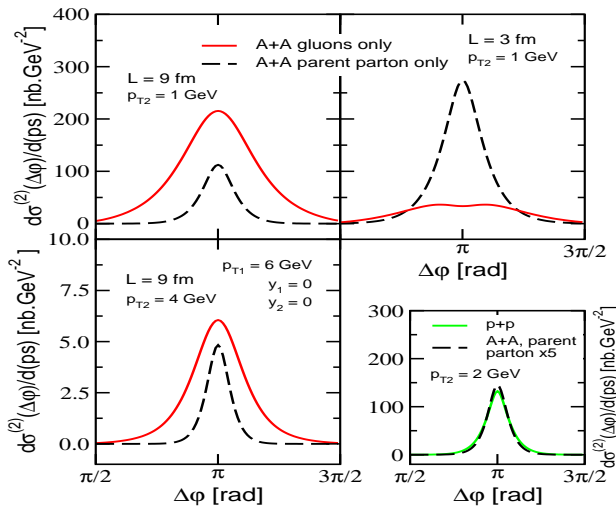 dσ⁽²⁾(Δφ)/d(ps) [nb.GeV⁻²]
400
300
200
100
0
A+A gluons only
A+A parent parton only
L = 9 fm
p_T2 = 1 GeV
L = 3 fm
p_T2 = 1 GeV
π
3π/2
Δφ [rad]
dσ⁽²⁾(Δφ)/d(ps) [nb.GeV⁻²]
10.0
7.5
5.0
2.5
0.0
L = 9 fm
p_T2 = 4 GeV
p_T1 = 6 GeV
y_1 = 0
y_2 = 0
π/2
π
3π/2
Δφ [rad]
300
200
100
0
p+p
A+A, parent
parton x5
p_T2 = 2 GeV
π/2
π
3π/2
Δφ [rad]
dσ⁽²⁾(Δφ)/d(ps) [nb.GeV⁻²]